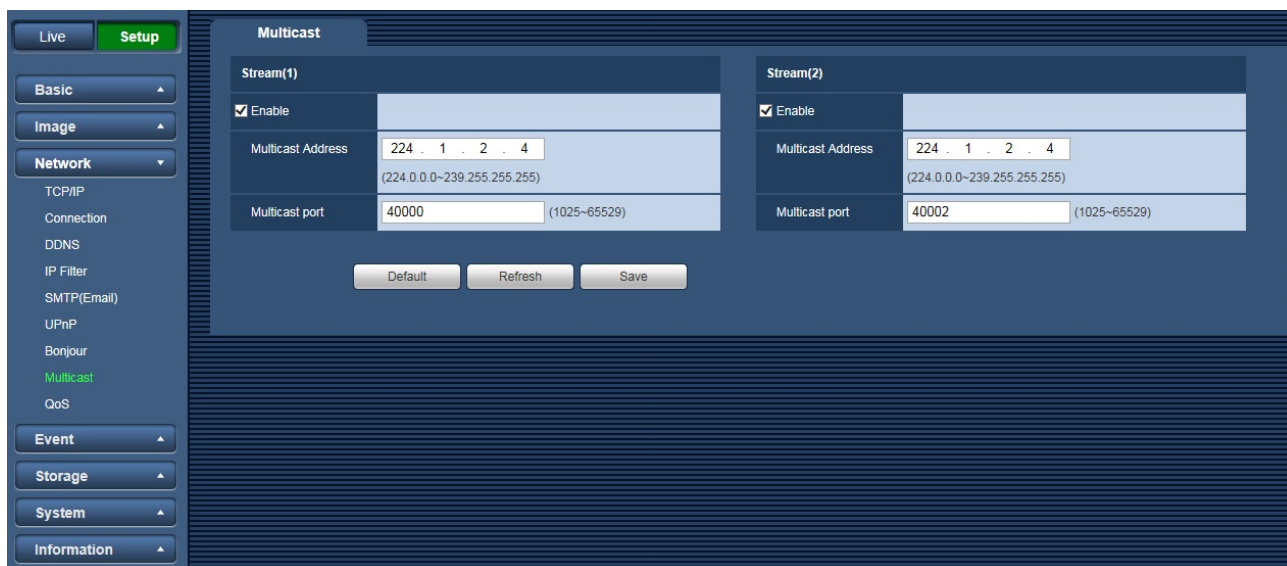 Live Setup
Basic
Image
Network
TCP/IP
Connection
DDNS
IP Filter
SMTP(Email)
UPnP
Bonjour
Multicast
QoS
Event
Storage
System
Information
Multicast
Stream(1)
Enable
Multicast Address 224 . 1 . 2 . 4
(224.0.0.0~239.255.255.255)
Multicast port 40000 (1025~65529)
Stream(2)
Enable
Multicast Address 224 . 1 . 2 . 4
(224.0.0.0~239.255.255.255)
Multicast port 40002 (1025~65529)
Default Refresh Save